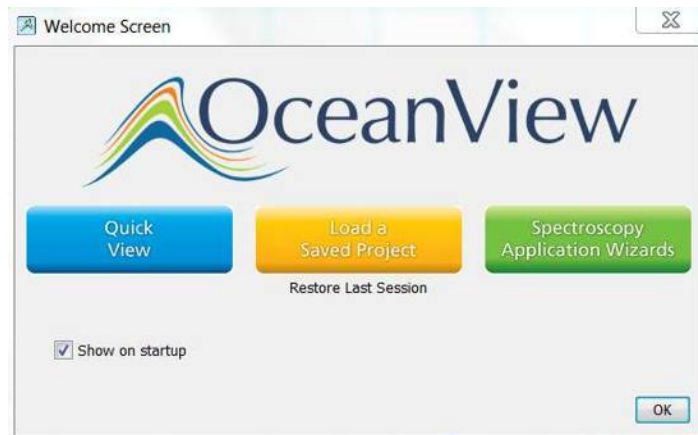 Welcome Screen
OceanView
Quick
View
Load a
Saved Project
Spectroscopy
Application Wizards
Restore Last Session
Show on startup
OK